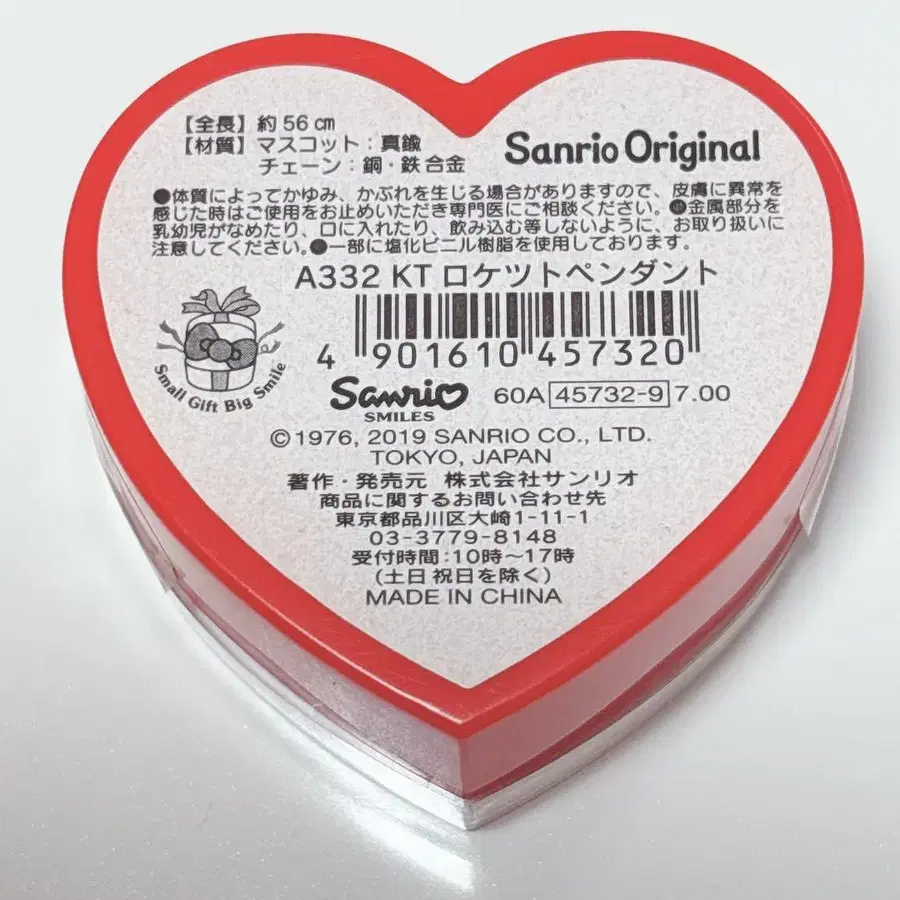 【全長】約56㎝
【材質】マスコット：真鍮
チェーン：銅・鉄合金
Sanrio Original
●体質によってかゆみ、かぶれを生じる場合がありますので、皮膚に異常を
感じた時はご使用をお止めいただき専門医にご相談ください。●金属部分を
乳幼児がなめたり、口に入れたり、飲み込む等しないように、お取り扱いに
注意してください。●一部に塩化ビニル樹脂を使用しております。
A332 KT ロケットペンダント
4 901610 457320
Small Gift Big Smile
Sanrio
SMILES
60A 45732-9 7.00
©1976, 2019 SANRIO CO., LTD.
TOKYO, JAPAN
著作・発売元 株式会社サンリオ
商品に関するお問い合わせ先
東京都品川区大崎1-11-1
03-3779-8148
受付時間：10時～17時
(土日祝日を除く)
MADE IN CHINA